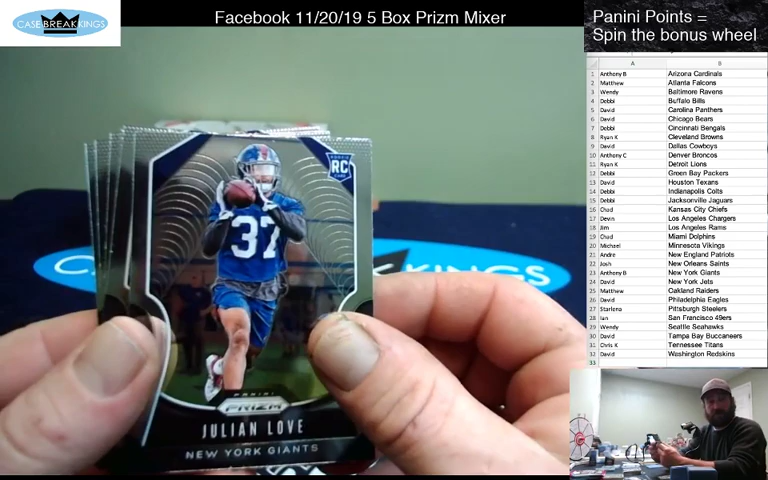 CASE BREAK KINGS
Facebook 11/20/19 5 Box Prizm Mixer
Panini Points =
Spin the bonus wheel
A B
1 Anthony B Arizona Cardinals
2 Matthew Atlanta Falcons
3 Wendy Baltimore Ravens
4 Debbi Buffalo Bills
5 David Carolina Panthers
6 David Chicago Bears
7 Debbi Cincinnati Bengals
8 Ryan K Cleveland Browns
9 David Dallas Cowboys
10 Anthony C Denver Broncos
11 Ryan K Detroit Lions
12 Debbi Green Bay Packers
13 David Houston Texans
14 Debbi Indianapolis Colts
15 Debbi Jacksonville Jaguars
16 Chad Kansas City Chiefs
17 Devin Los Angeles Chargers
18 Jim Los Angeles Rams
19 Chad Miami Dolphins
20 Michael Minnesota Vikings
21 Andre New England Patriots
22 Josh New Orleans Saints
23 Anthony B New York Giants
24 David New York Jets
25 Matthew Oakland Raiders
26 David Philadelphia Eagles
27 Starlena Pittsburgh Steelers
28 Ian San Francisco 49ers
29 Wendy Seattle Seahawks
30 David Tampa Bay Buccaneers
31 Chris K Tennessee Titans
32 David Washington Redskins
33
RC
37
PANINI
PRIZM
JULIAN LOVE
NEW YORK GIANTS
CASE BREAK KINGS